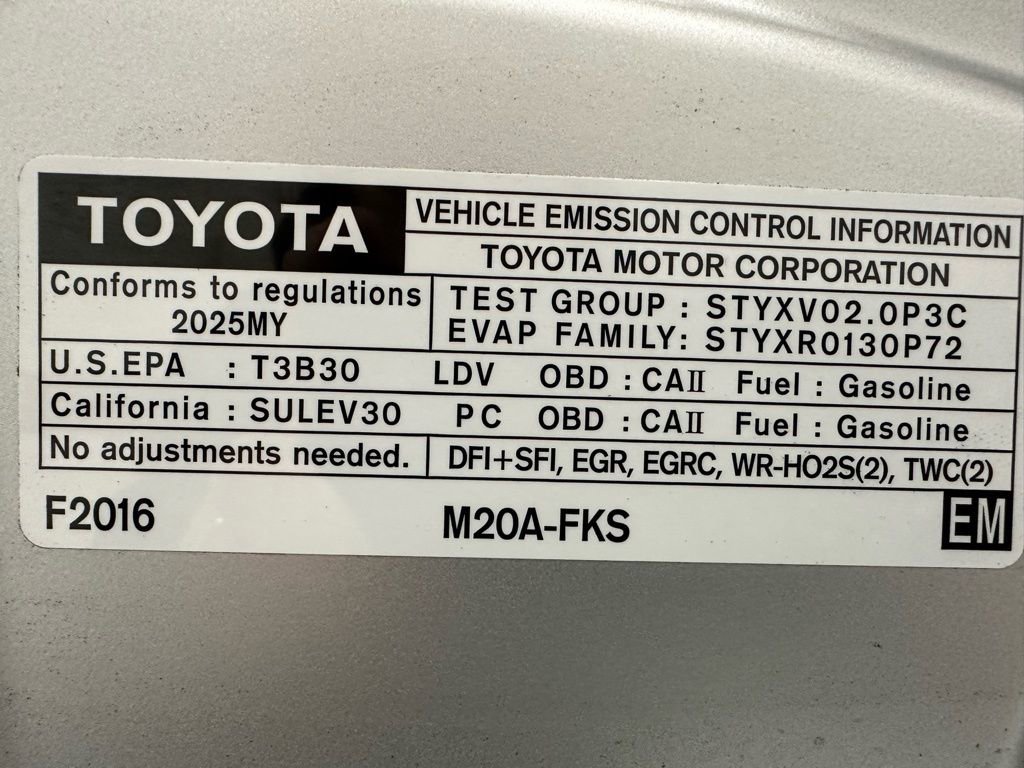 TOYOTA
VEHICLE EMISSION CONTROL INFORMATION
TOYOTA MOTOR CORPORATION
Conforms to regulations
2025MY
TEST GROUP : STYXV02.0P3C
EVAP FAMILY: STYXR0130P72
U.S.EPA : T3B30 LDV OBD : CAII Fuel : Gasoline
California : SULEV30 PC OBD : CAII Fuel : Gasoline
No adjustments needed. DFI+SFI, EGR, EGRC, WR-HO2S(2), TWC(2)
F2016 M20A-FKS EM